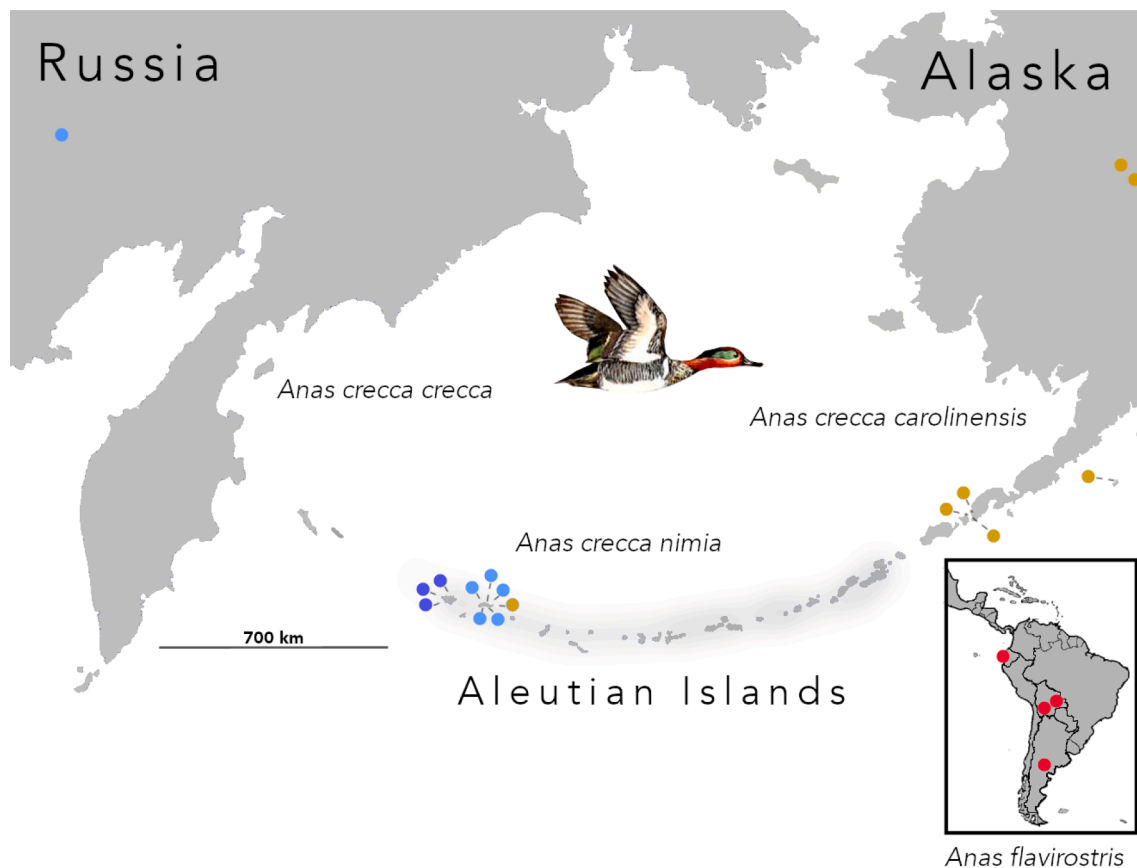 Russia
Alaska
Anas crecca crecca
Anas crecca carolinensis
Anas crecca nimia
700 km
Aleutian Islands
Anas flavirostris